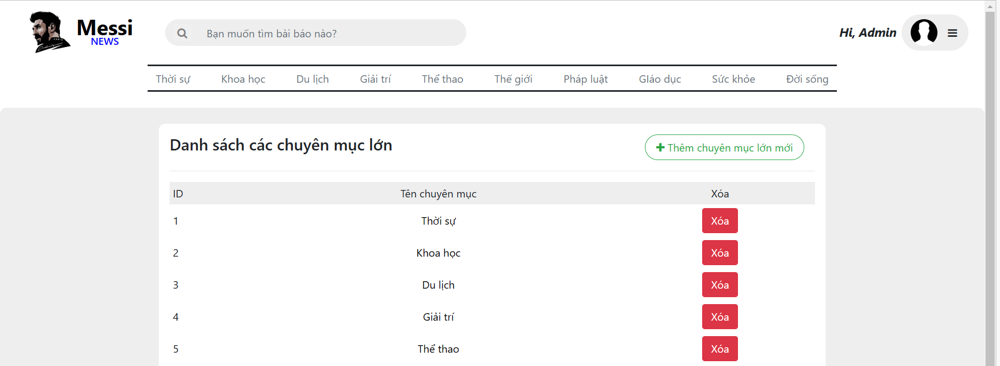 Messi
NEWS
Bạn muốn tìm bài báo nào?
Hi, Admin
Thời sự Khoa học Du lịch Giải trí Thể thao Thế giới Pháp luật GIáo dục Sức khỏe Đời sống
Danh sách các chuyên mục lớn
Thêm chuyên mục lớn mới
ID Tên chuyên mục Xóa
1 Thời sự Xóa
2 Khoa học Xóa
3 Du lịch Xóa
4 Giải trí Xóa
5 Thể thao Xóa